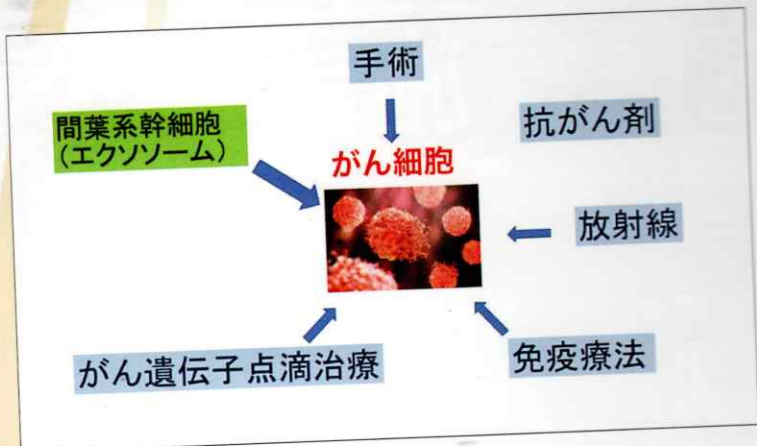 手術
間葉系幹細胞
（エクソソーム）
抗がん剤
がん細胞
放射線
がん遺伝子点滴治療
免疫療法